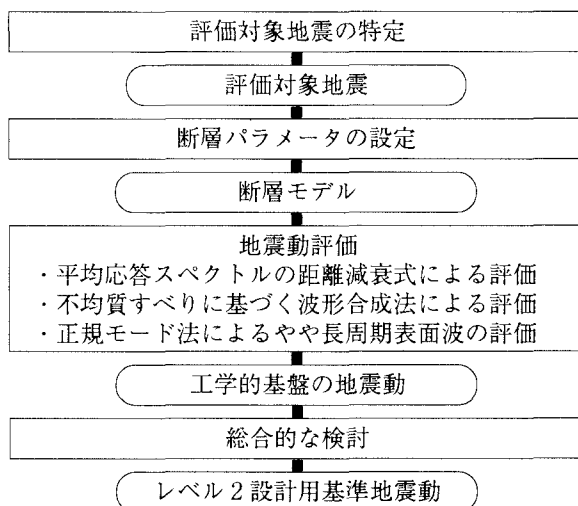 評価対象地震の特定
評価対象地震
断層パラメータの設定
断層モデル
地震動評価
・平均応答スペクトルの距離減衰式による評価
・不均質すべりに基づく波形合成法による評価
・正規モード法によるやや長周期表面波の評価
工学的基盤の地震動
総合的な検討
レベル2設計用基準地震動